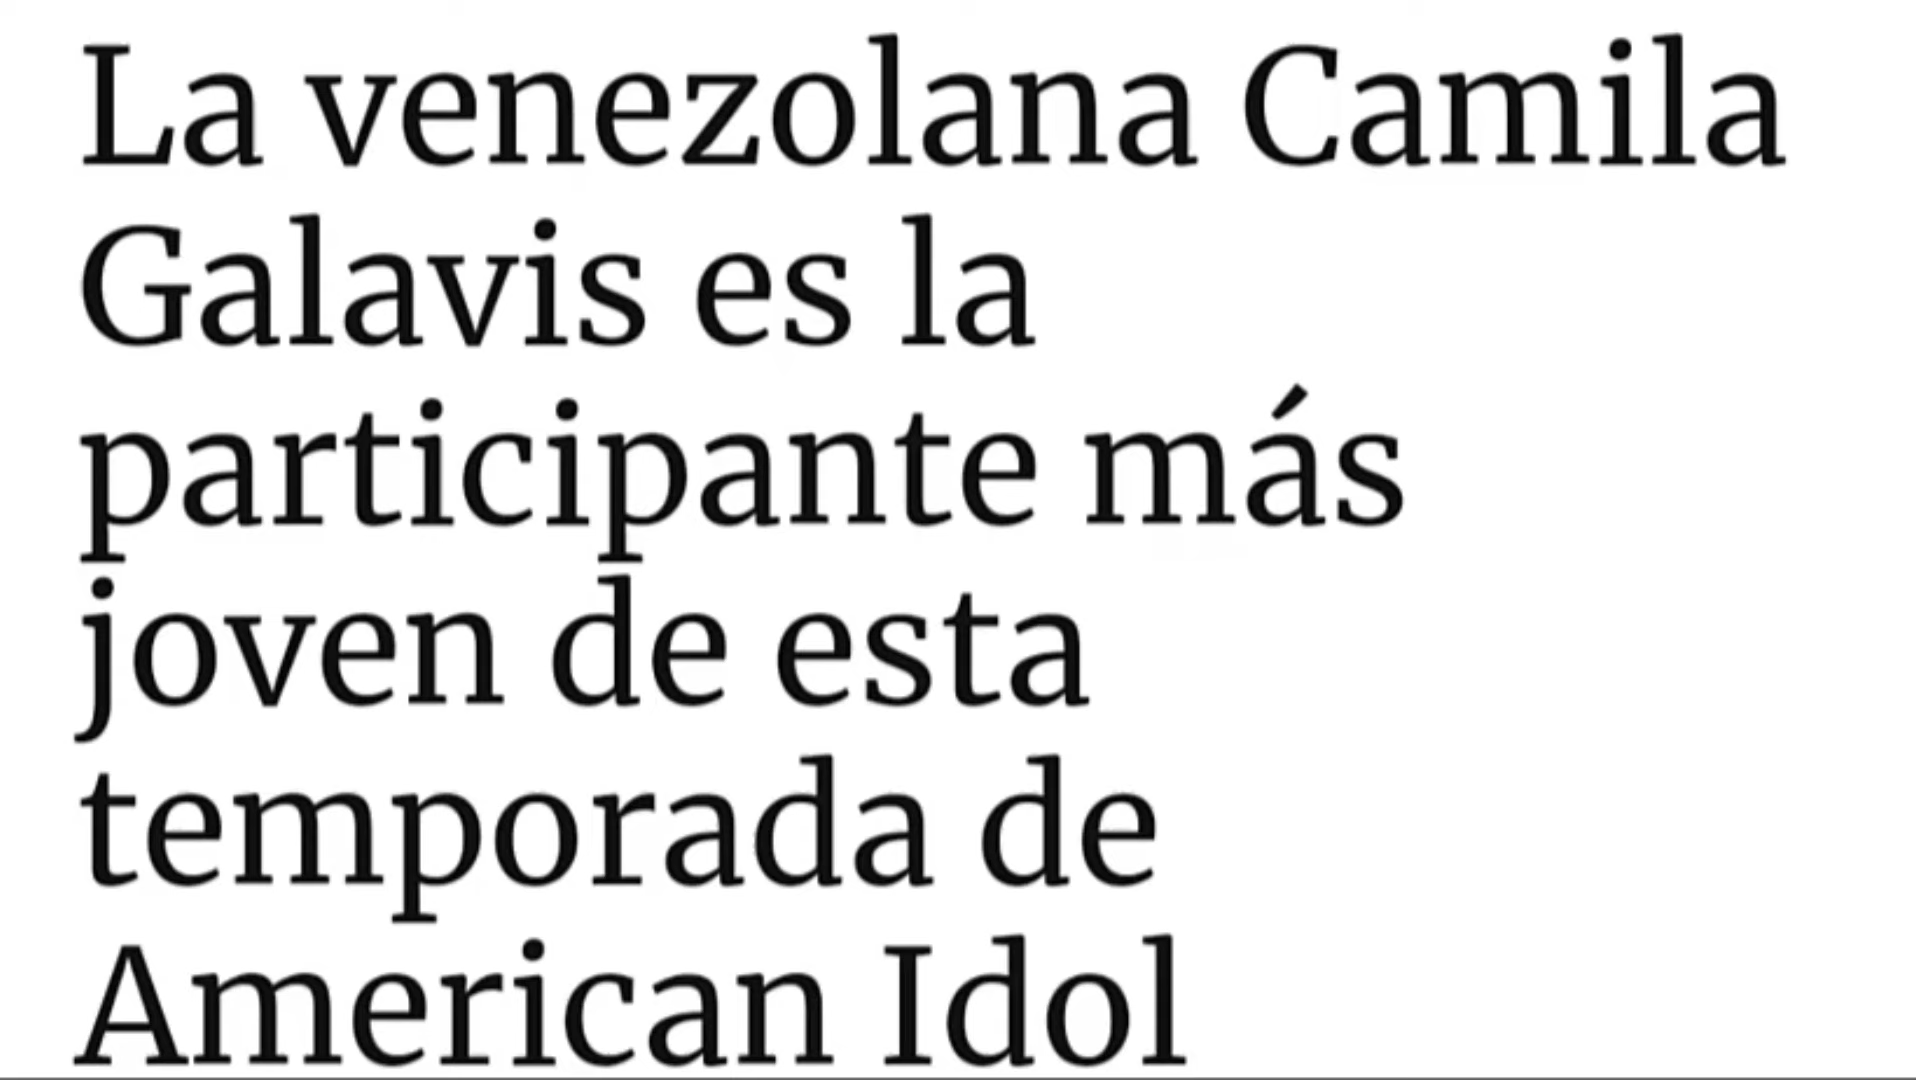 La venezolana Camila
Galavis es la
participante más
joven de esta
temporada de
American Idol